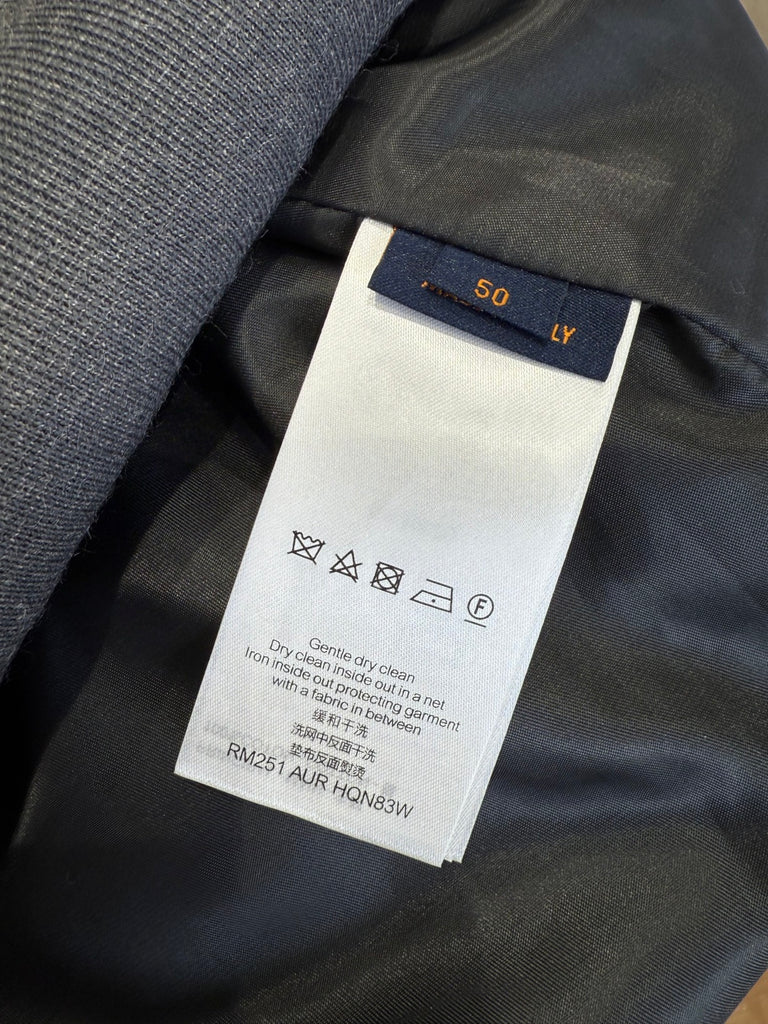 50
LY
Gentle dry clean
Dry clean inside out in a net
Iron inside out protecting garment
with a fabric in between
缓和干洗
洗网中反面干洗
垫布反面熨烫
RM251 AUR HQN83W
F